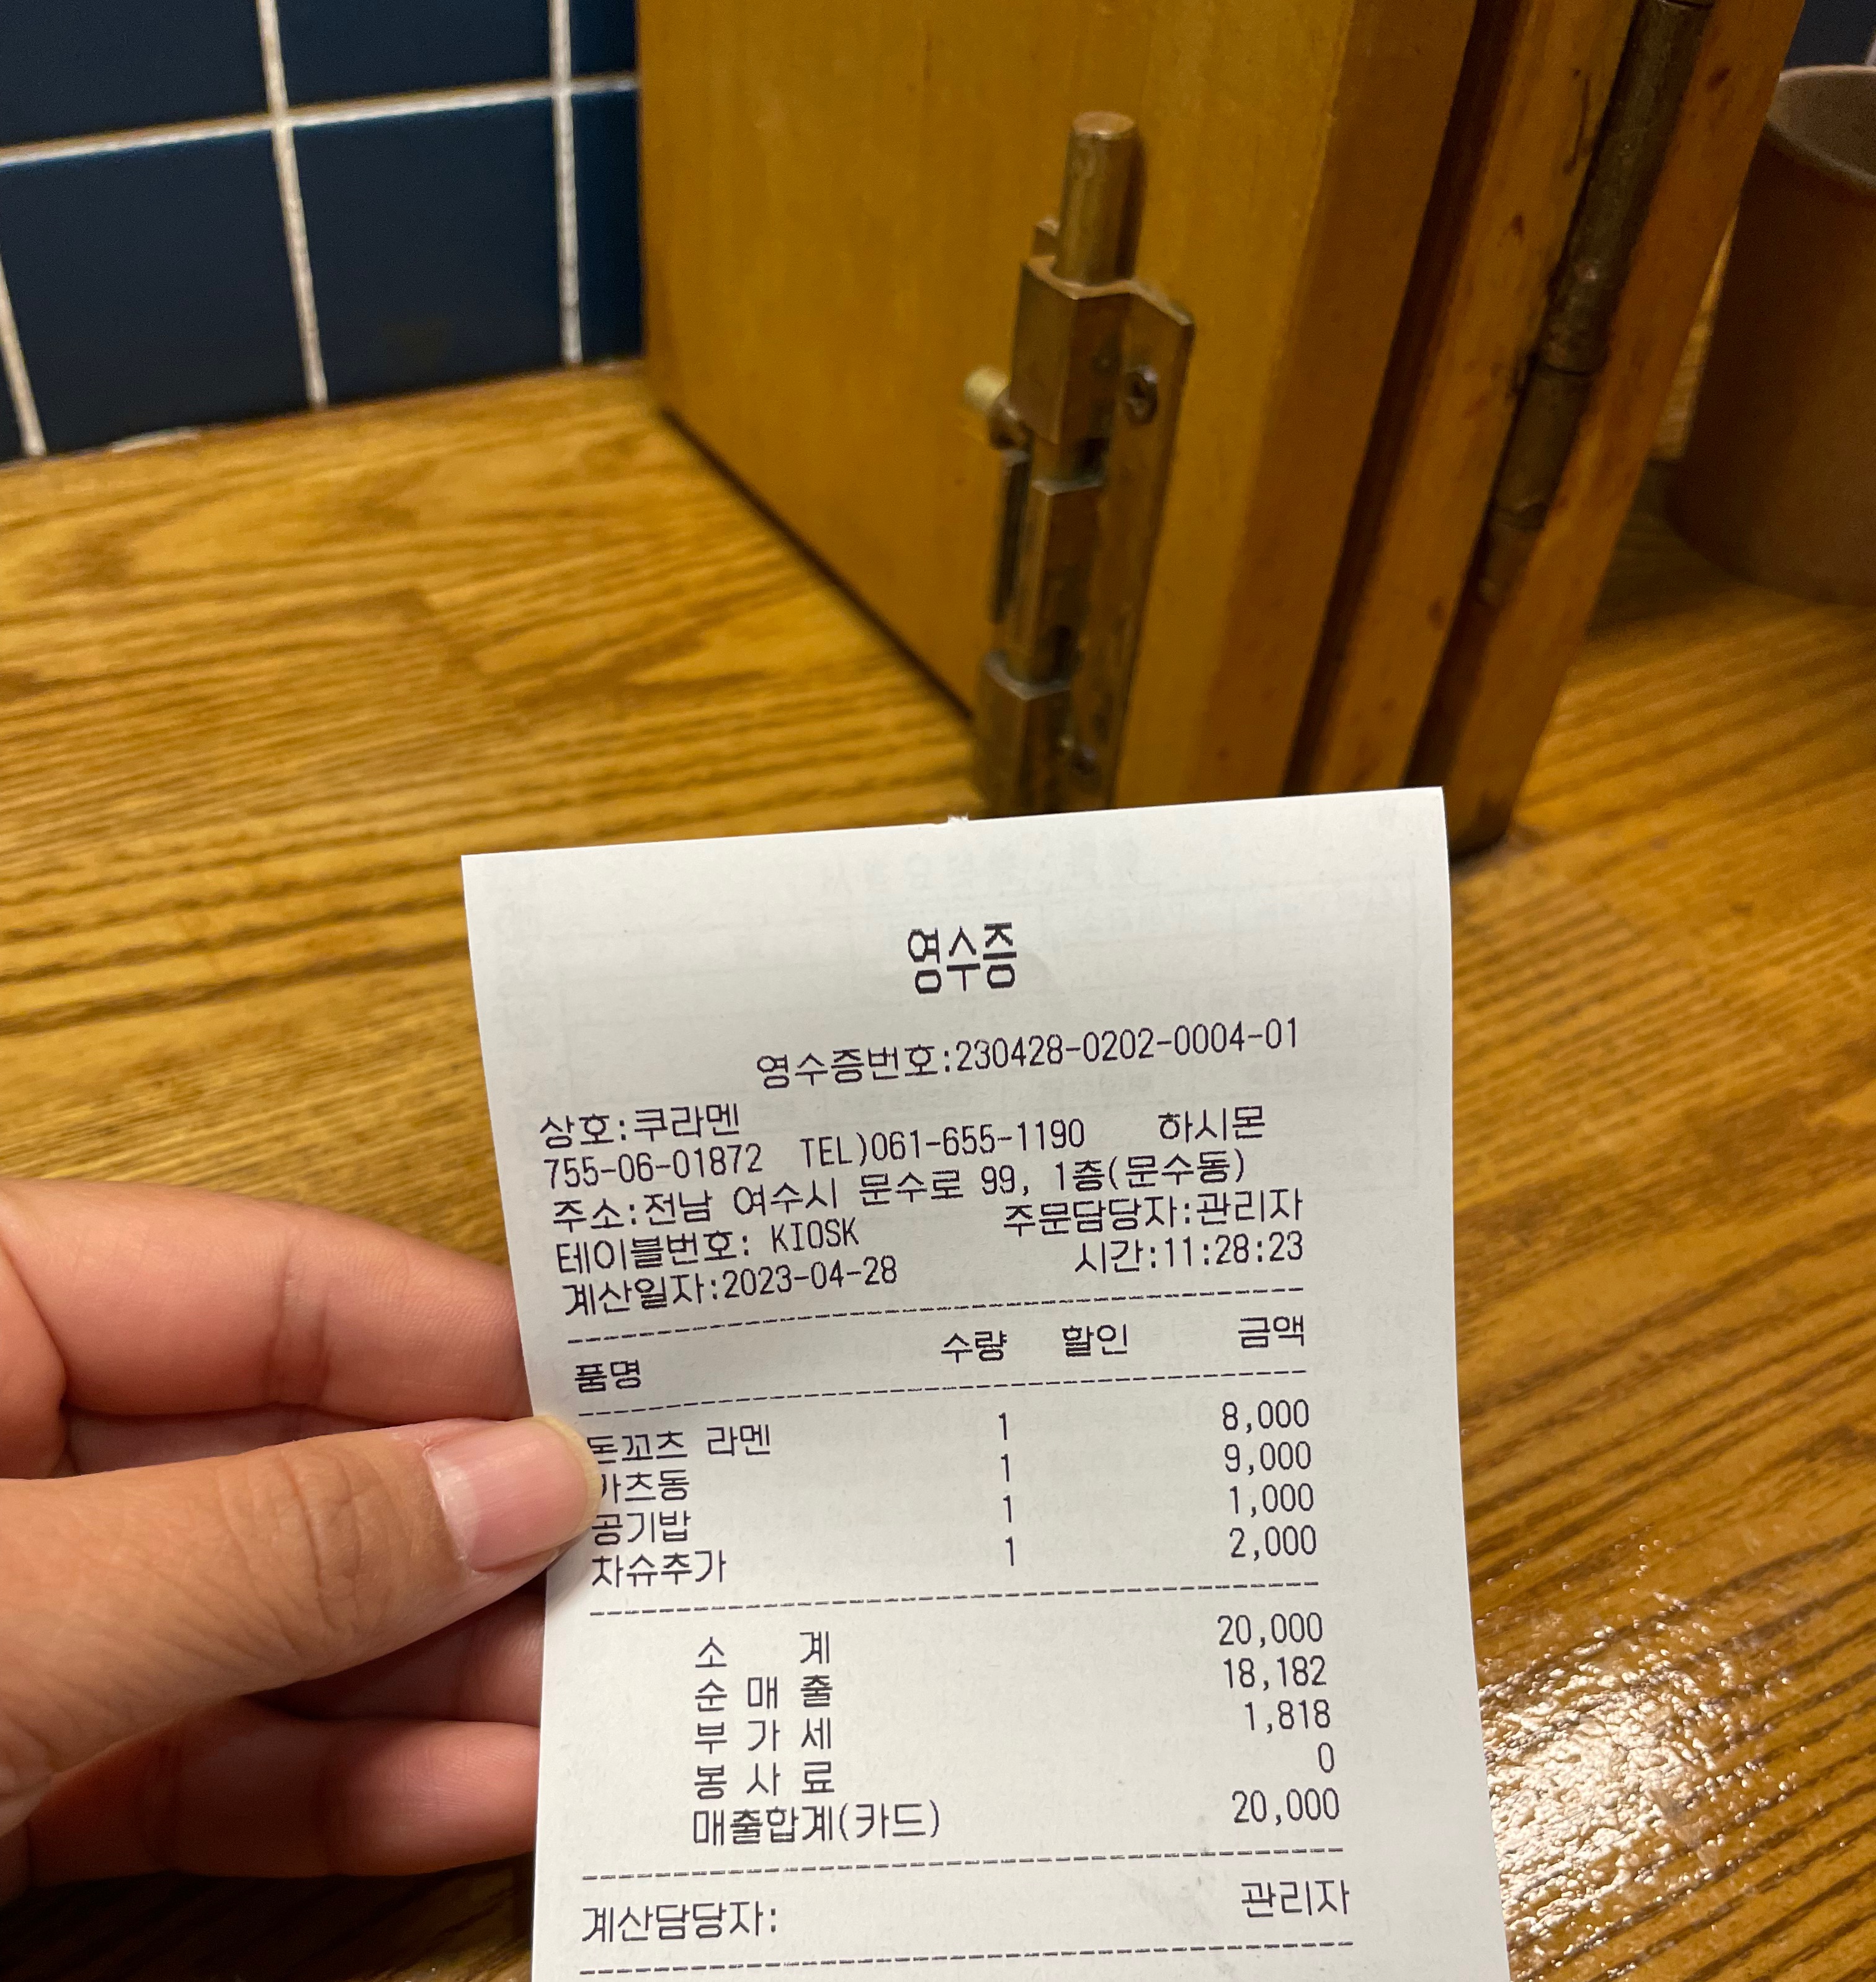 영수증
영수증번호:230428-0202-0004-01
상호:쿠라멘
755-06-01872 TEL)061-655-1190 하시몬
주소:전남 여수시 문수로 99, 1층(문수동)
테이블번호: KIOSK 주문담당자:관리자
계산일자:2023-04-28 시간:11:28:23
품명 수량 할인 금액
돈꼬츠 라멘 1 8,000
가츠동 1 9,000
공기밥 1 1,000
차슈추가 1 2,000
소 계 20,000
순 매 출 18,182
부 가 세 1,818
봉 사 료 0
매출합계(카드) 20,000
계산담당자: 관리자